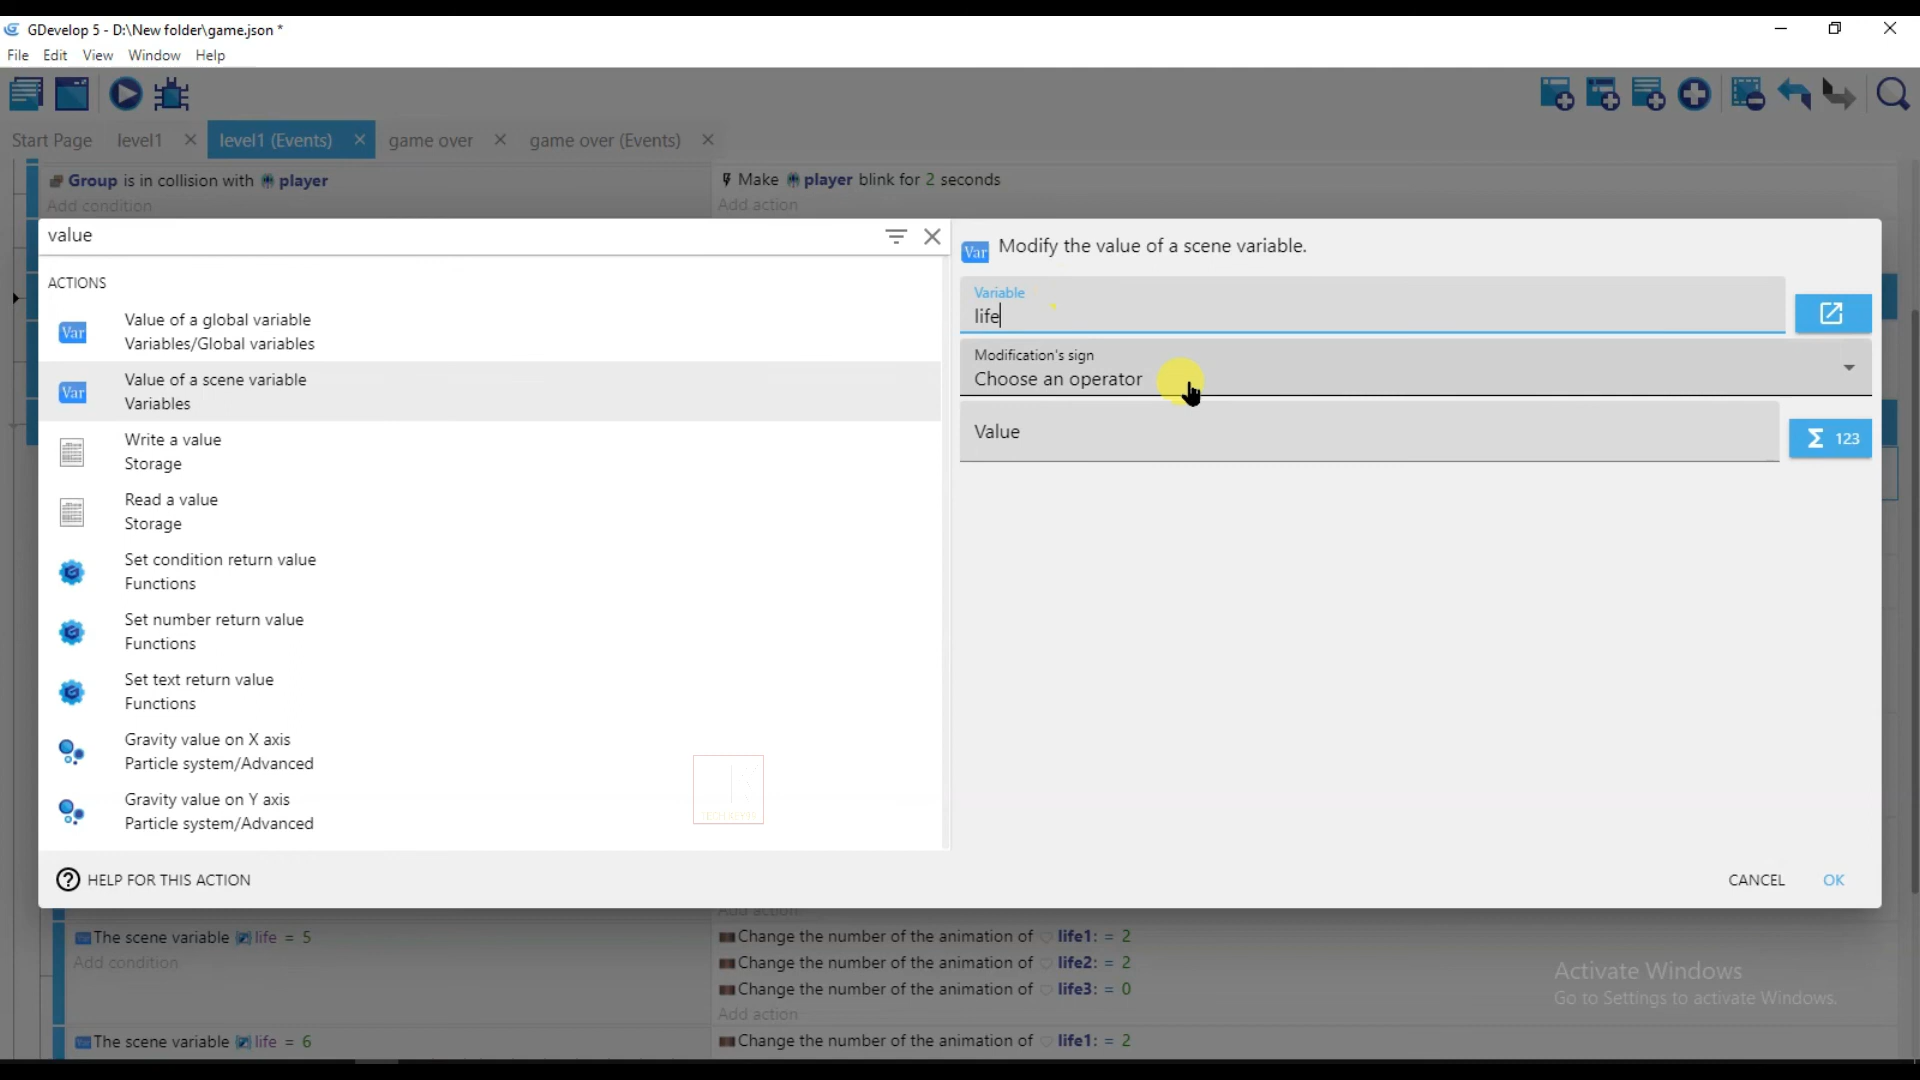 GDevelop 5 - D:\New folder\game.json *
File Edit View Window Help
Start Page level1 level1 (Events) game over game over (Events)
Group is in collision with player
Make player blink for 2 seconds
Add condition
Add action
value
ACTIONS
Value of a global variable
Variables/Global variables
Value of a scene variable
Variables
Write a value
Storage
Read a value
Storage
Set condition return value
Functions
Set number return value
Functions
Set text return value
Functions
Gravity value on X axis
Particle system/Advanced
Gravity value on Y axis
Particle system/Advanced
Var Modify the value of a scene variable.
Variable
life
Modification's sign
Choose an operator
Value
Σ 123
HELP FOR THIS ACTION
CANCEL OK
Add action
The scene variable life = 5
Add condition
Change the number of the animation of life1: = 2
Change the number of the animation of life2: = 2
Change the number of the animation of life3: = 0
Add action
The scene variable life = 6
Change the number of the animation of life1: = 2
Activate Windows
Go to Settings to activate Windows.